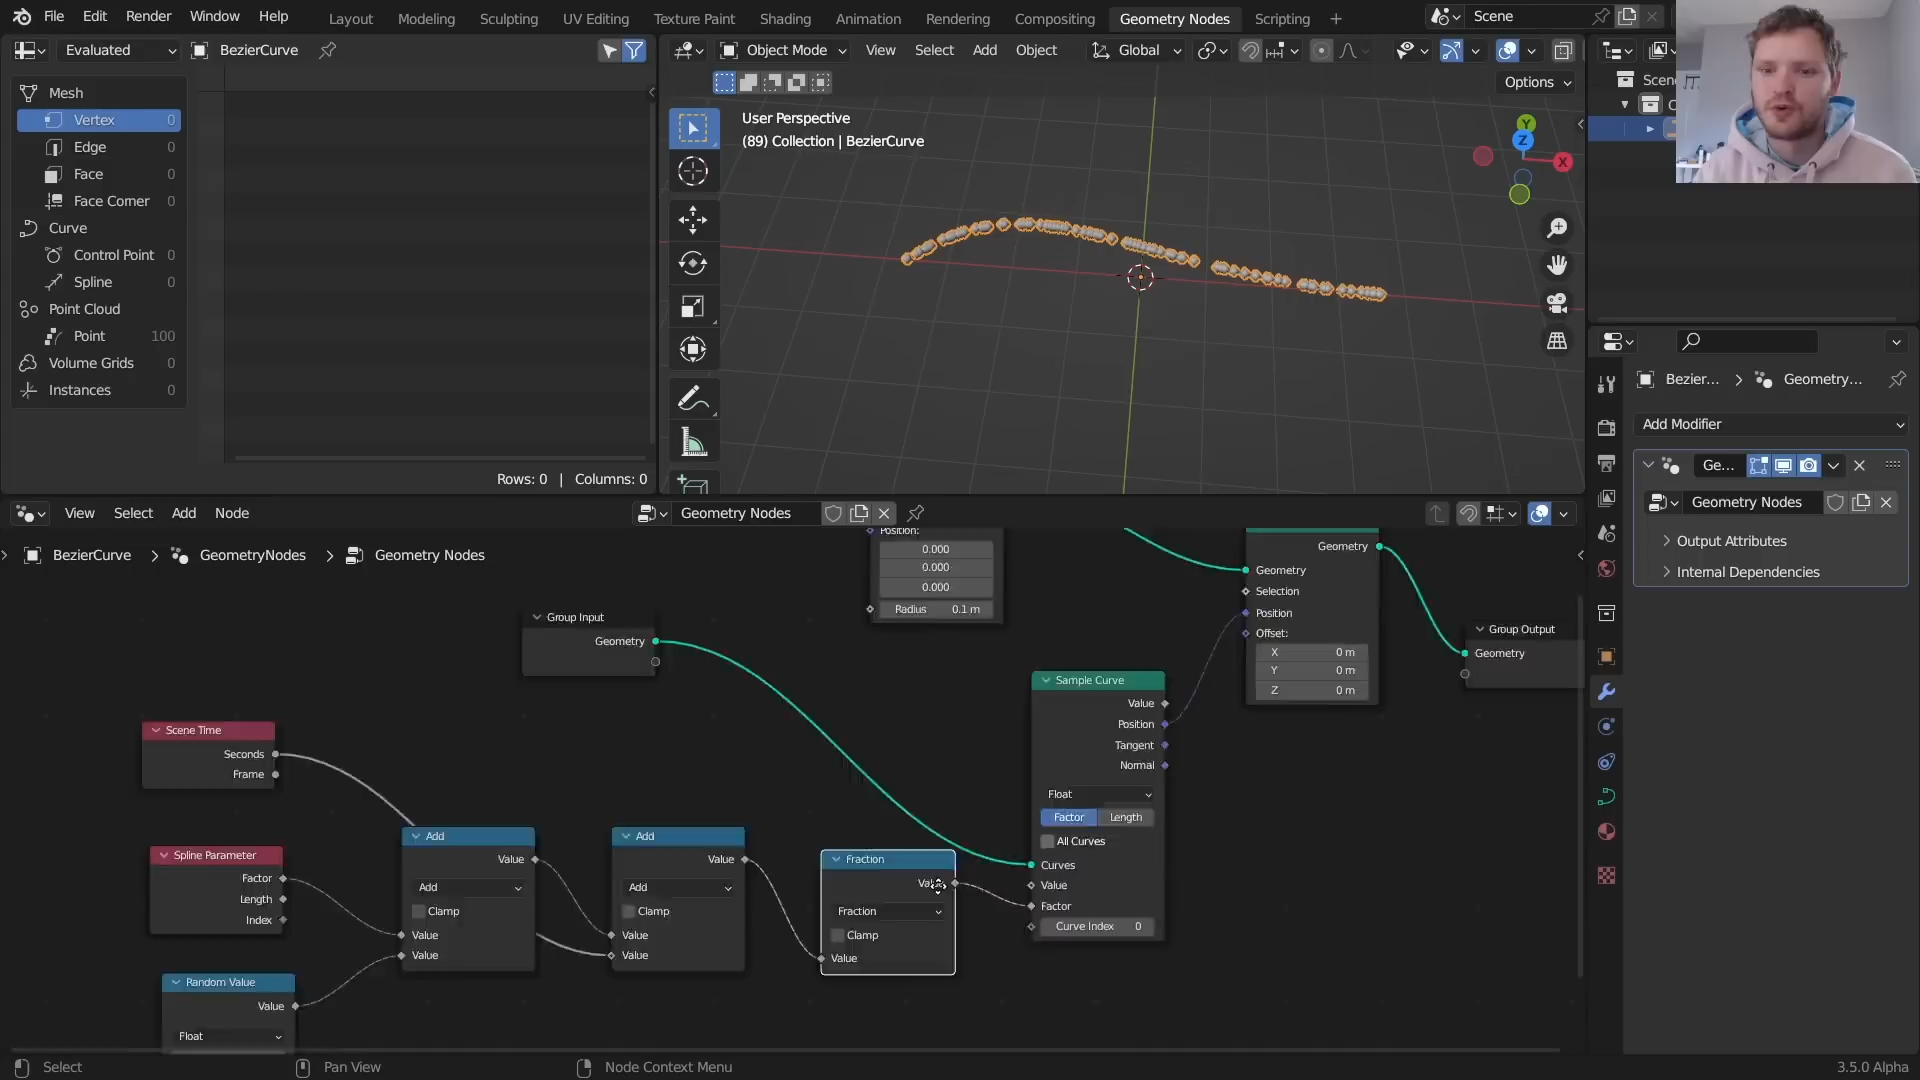 File Edit Render Window Help
Layout Modeling Sculpting UV Editing Texture Paint Shading Animation Rendering Compositing Geometry Nodes Scripting +
Scene
Evaluated
BezierCurve
Object Mode View Select Add Object
Global
Options
Mesh
Vertex 0
Edge 0
Face 0
Face Corner 0
Curve
Control Point 0
Spline 0
Point Cloud
Point 100
Volume Grids 0
Instances 0
Rows: 0 | Columns: 0
User Perspective
(89) Collection | BezierCurve
Y
Z
X
Bezier... > Geometry...
Add Modifier
Ge...
Geometry Nodes
Output Attributes
Internal Dependencies
View Select Add Node
Geometry Nodes
BezierCurve > GeometryNodes > Geometry Nodes
Position:
0.000
0.000
0.000
Radius 0.1 m
Group Input
Geometry
Geometry
Geometry
Selection
Position
Offset:
X 0 m
Y 0 m
Z 0 m
Group Output
Geometry
Scene Time
Seconds
Frame
Spline Parameter
Factor
Length
Index
Random Value
Value
Float
Add
Value
Add
Clamp
Value
Value
Add
Value
Add
Clamp
Value
Value
Fraction
Fraction
Clamp
Value
Sample Curve
Value
Position
Tangent
Normal
Float
Factor Length
All Curves
Curves
Value
Factor
Curve Index 0
Select
Pan View
Node Context Menu
3.5.0 Alpha